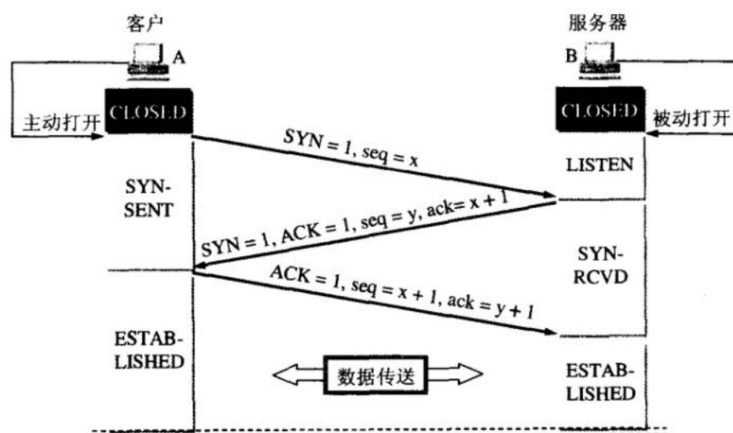 客户
服务器
A
B
CLOSED
CLOSED
主动打开
被动打开
SYN = 1, seq = x
LISTEN
SYN-
SENT
SYN = 1, ACK = 1, seq = y, ack= x + 1
SYN-
RCVD
ACK = 1, seq = x + 1, ack = y + 1
ESTAB-
LISHED
数据传送
ESTAB-
LISHED